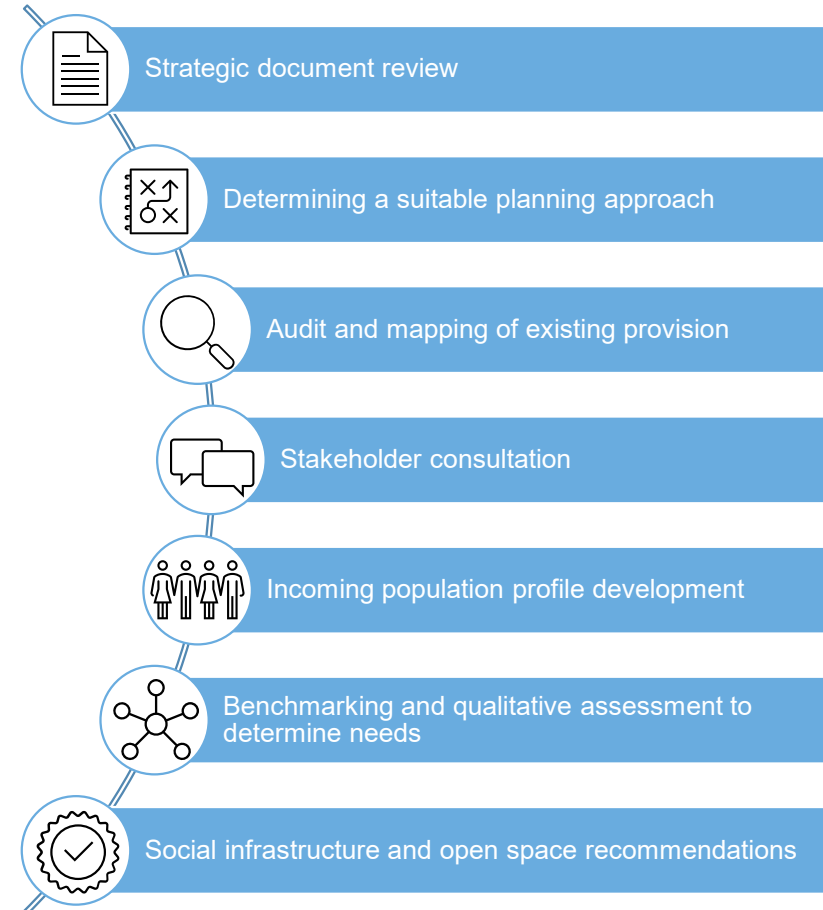 Strategic document review
Determining a suitable planning approach
Audit and mapping of existing provision
Stakeholder consultation
Incoming population profile development
Benchmarking and qualitative assessment to
determine needs
Social infrastructure and open space recommendations